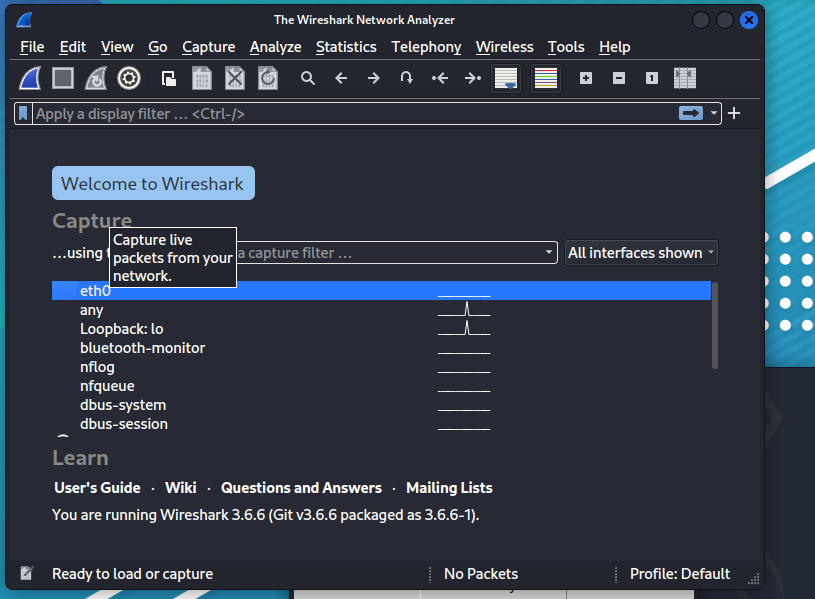 The Wireshark Network Analyzer
File Edit View Go Capture Analyze Statistics Telephony Wireless Tools Help
Apply a display filter … <Ctrl-/>
Welcome to Wireshark
Capture
Capture live
packets from your
network.
…using a capture filter …
All interfaces shown
eth0
any
Loopback: lo
bluetooth-monitor
nflog
nfqueue
dbus-system
dbus-session
Learn
User's Guide · Wiki · Questions and Answers · Mailing Lists
You are running Wireshark 3.6.6 (Git v3.6.6 packaged as 3.6.6-1).
Ready to load or capture
No Packets
Profile: Default